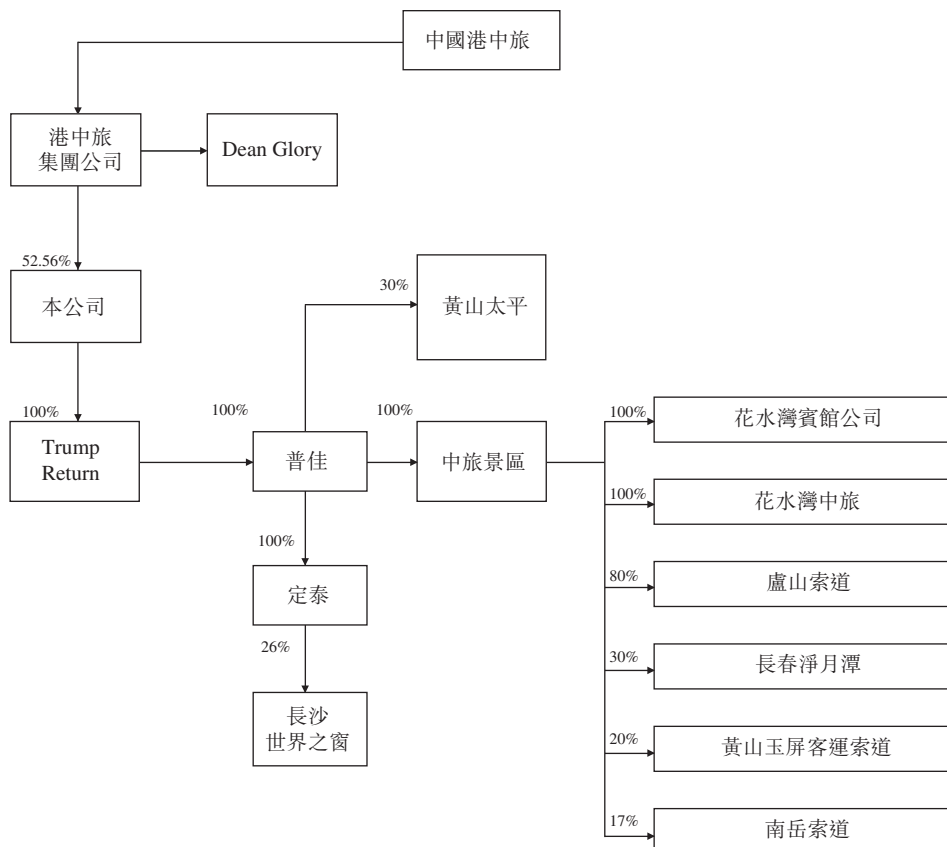 中國港中旅
港中旅
集團公司
Dean Glory
52.56%
本公司
30%
黃山太平
100%
Trump
Return
100%
普佳
100%
中旅景區
100%
花水灣賓館公司
100%
花水灣中旅
100%
定泰
80%
盧山索道
26%
長沙
世界之窗
30%
長春淨月潭
20%
黃山玉屏客運索道
17%
南岳索道